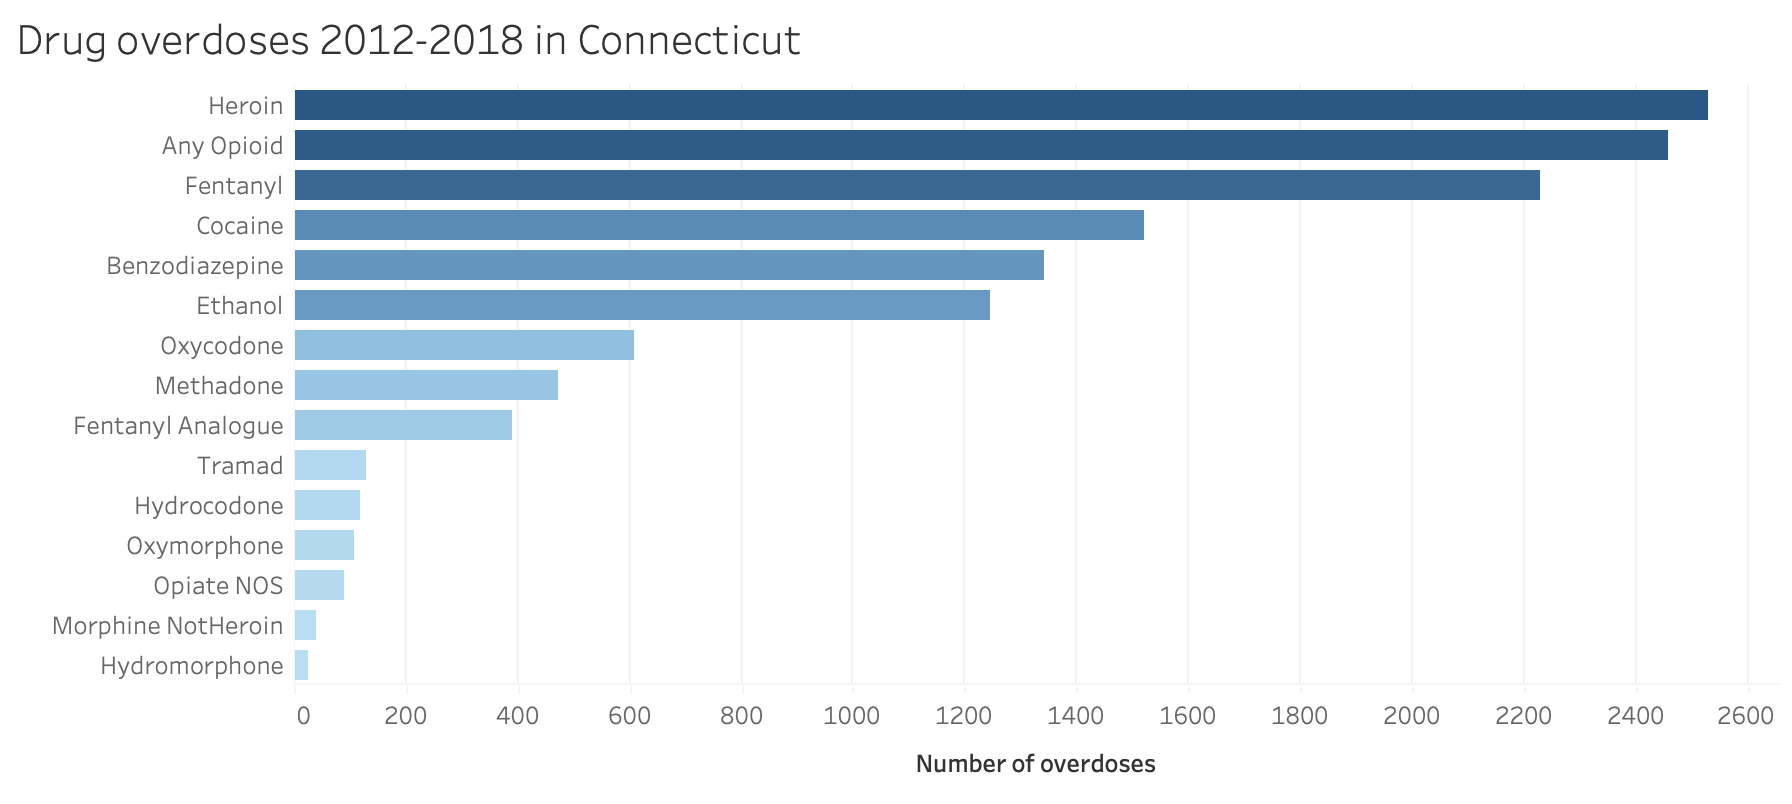 Drug overdoses 2012-2018 in Connecticut
Heroin
Any Opioid
Fentanyl
Cocaine
Benzodiazepine
Ethanol
Oxycodone
Methadone
Fentanyl Analogue
Tramad
Hydrocodone
Oxymorphone
Opiate NOS
Morphine NotHeroin
Hydromorphone
0 200 400 600 800 1000 1200 1400 1600 1800 2000 2200 2400 2600
Number of overdoses